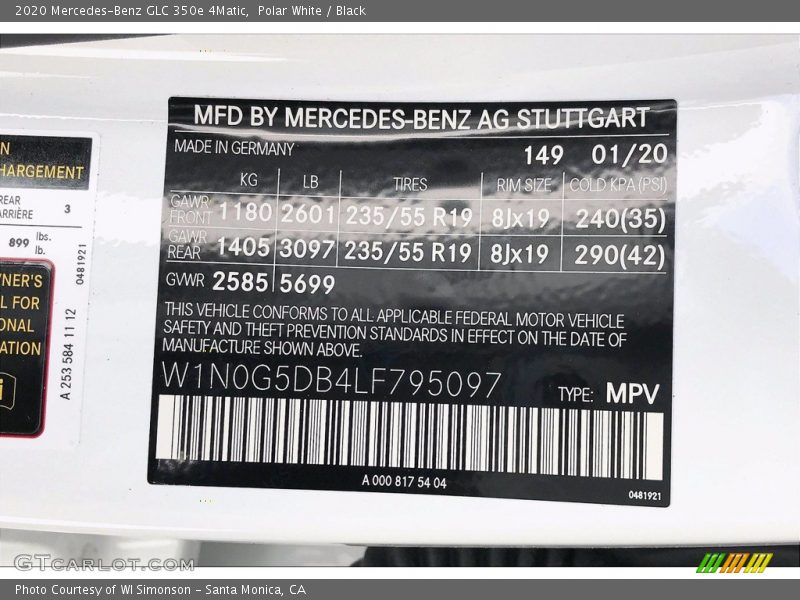 2020 Mercedes-Benz GLC 350e 4Matic, Polar White / Black
HARGEMENT
REAR
ARRIÈRE 3
899 lbs.
lb.
0481921
A 253 584 11 12
MFD BY MERCEDES-BENZ AG STUTTGART
MADE IN GERMANY 149 01/20
KG LB TIRES RIM SIZE COLD KPA (PSI)
GAWR FRONT 1180 2601 235/55 R19 8Jx19 240(35)
GAWR REAR 1405 3097 235/55 R19 8Jx19 290(42)
GVWR 2585 5699
THIS VEHICLE CONFORMS TO ALL APPLICABLE FEDERAL MOTOR VEHICLE
SAFETY AND THEFT PREVENTION STANDARDS IN EFFECT ON THE DATE OF
MANUFACTURE SHOWN ABOVE.
W1N0G5DB4LF795097 TYPE: MPV
A 000 817 54 04
0481921
GTCARLOT.COM
Photo Courtesy of WI Simonson - Santa Monica, CA